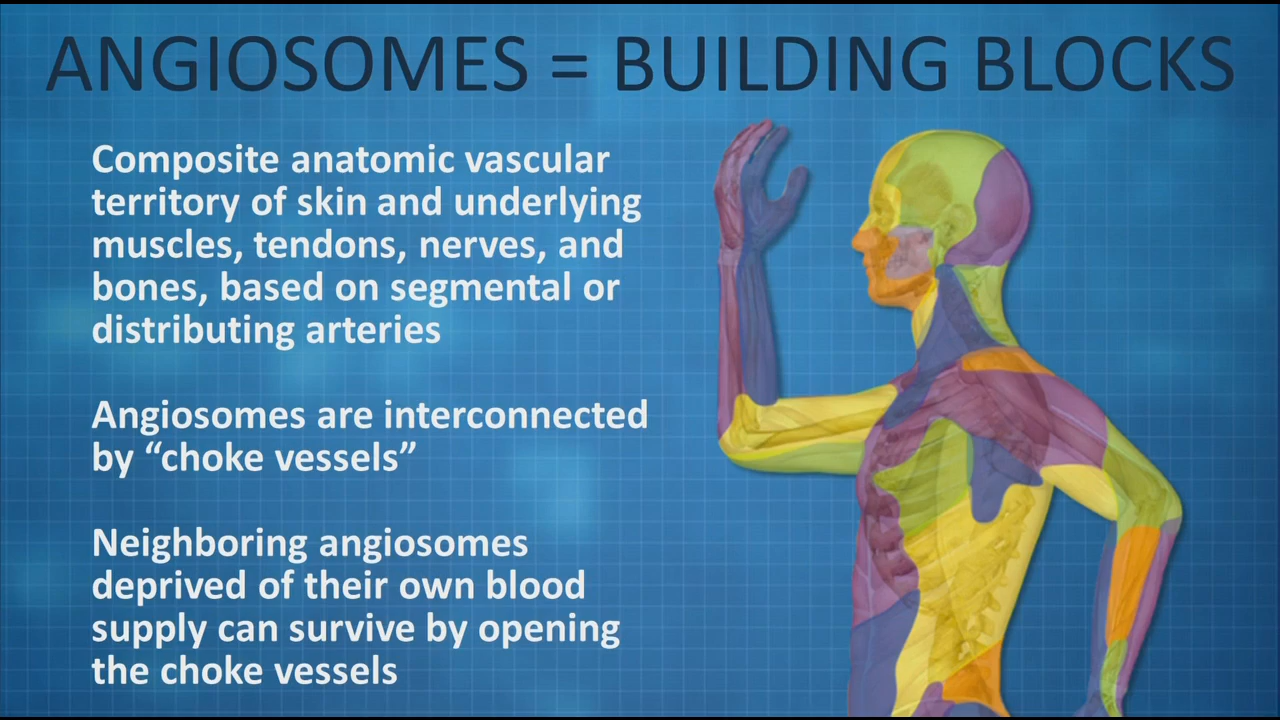 ANGIOSOMES = BUILDING BLOCKS
Composite anatomic vascular
territory of skin and underlying
muscles, tendons, nerves, and
bones, based on segmental or
distributing arteries
Angiosomes are interconnected
by “choke vessels”
Neighboring angiosomes
deprived of their own blood
supply can survive by opening
the choke vessels